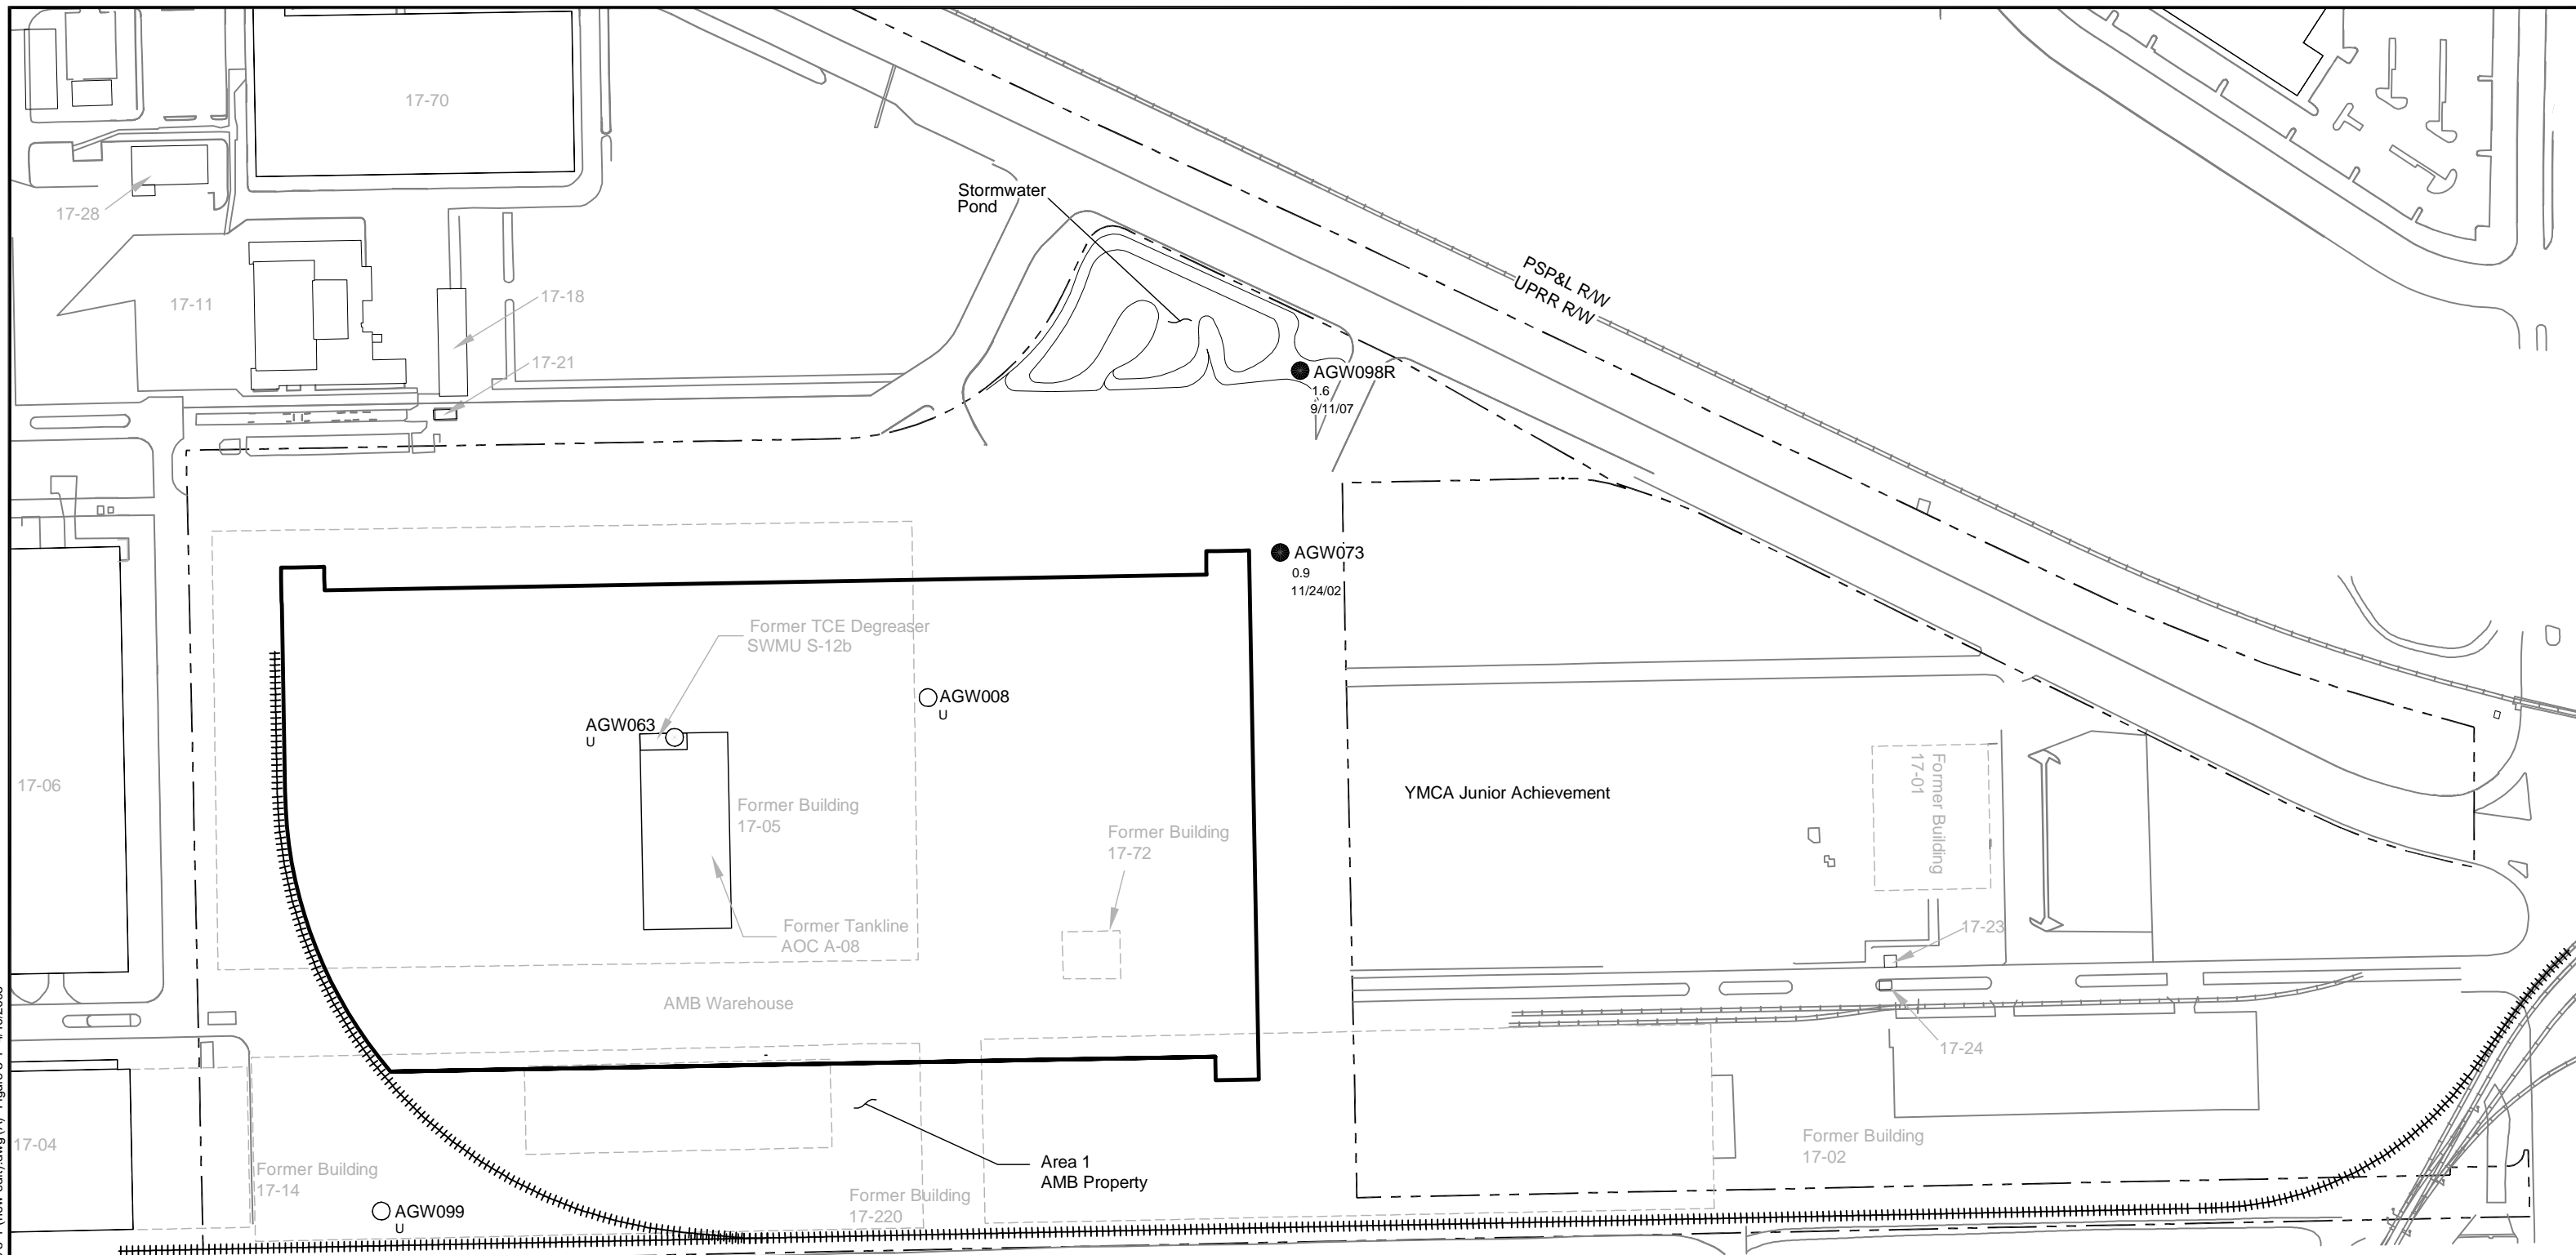 17-70
Stormwater
Pond
17-28
PSP&L R/W
UPRR R/W
17-11
17-18
17-21
AGW098R
1.6
9/11/07
AGW073
0.9
11/24/02
Former TCE Degreaser
SWMU S-12b
AGW008
U
AGW063
U
17-06
YMCA Junior Achievement
Former Building
17-01
Former Building
17-05
Former Building
17-72
Former Tankline
AOC A-08
17-23
AMB Warehouse
17-24
17-04
Former Building
17-02
Area 1
AMB Property
Former Building
17-14
Former Building
17-220
AGW099
U